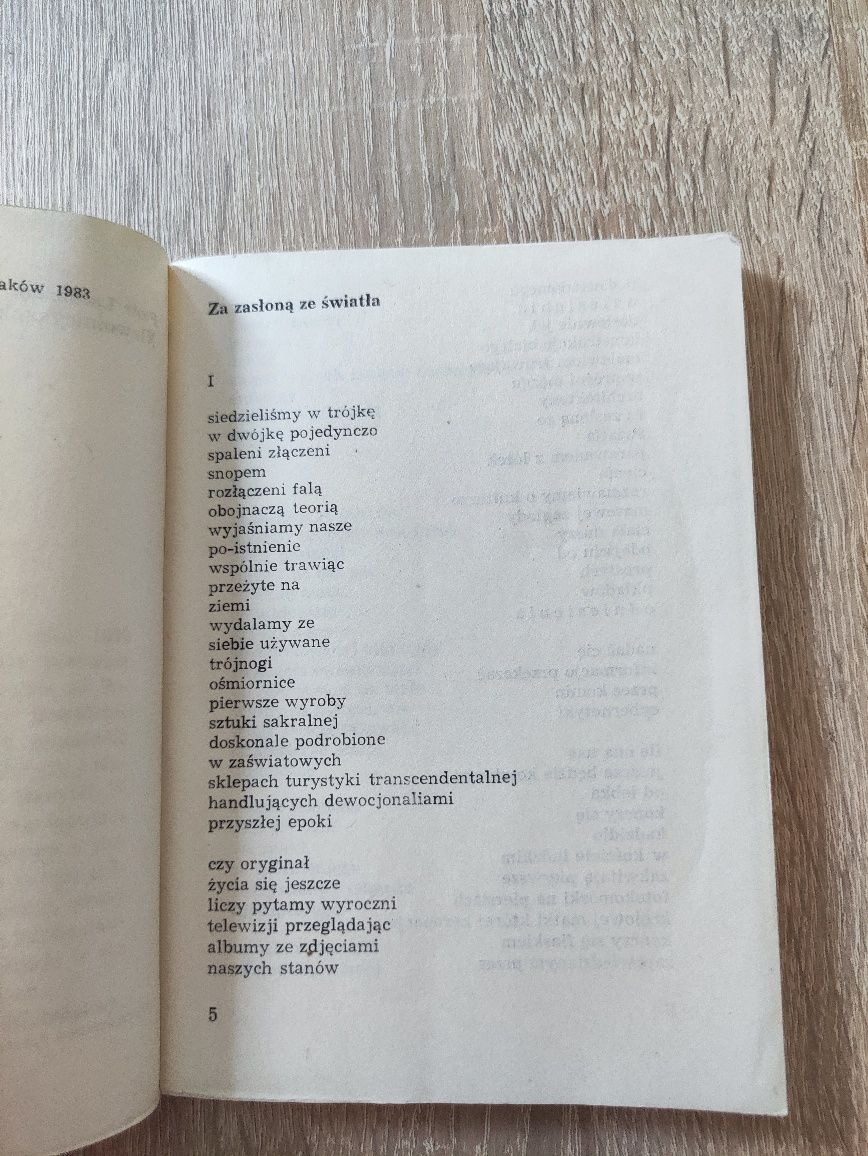 aków 1983
Za zasłoną ze światła
I
siedzieliśmy w trójkę
w dwójkę pojedynczo
spaleni złączeni
snopem
rozłączeni falą
obojnaczą teorią
wyjaśniamy nasze
po-istnienie
wspólnie trawiąc
przeżyte na
ziemi
wydalamy ze
siebie używane
trójnogi
ośmiornice
pierwsze wyroby
sztuki sakralnej
doskonale podrobione
w zaświatowych
sklepach turystyki transcendentalnej
handlujących dewocjonaliami
przyszłej epoki
czy oryginał
życia się jeszcze
liczy pytamy wyroczni
telewizji przeglądając
albumy ze zdjęciami
naszych stanów
5